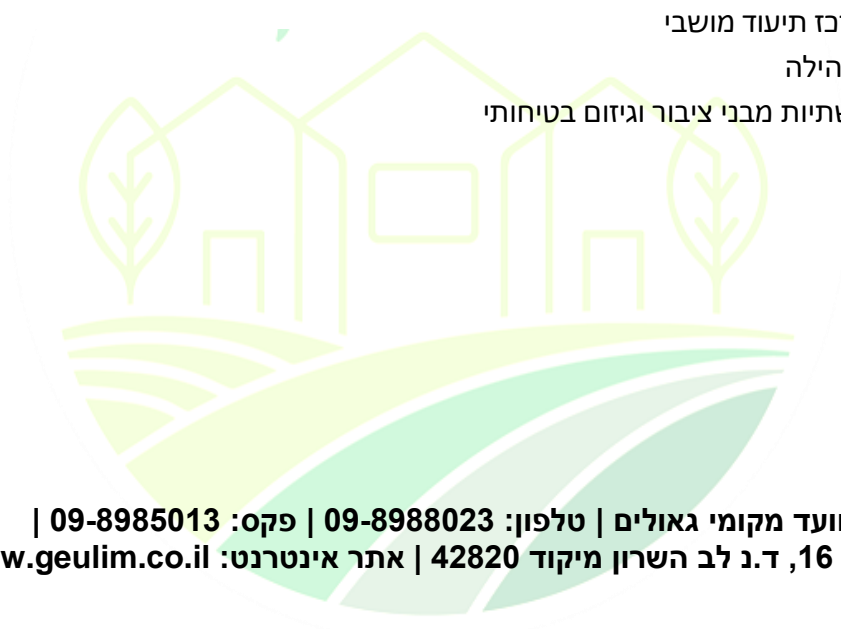 כז תיעוד מושבי
הילה
תיות מבני ציבור וגיזום בטיחותי
ועד מקומי גאולים | טלפון: 09-8988023 | פקס: 09-8985013 |
16, ד.נ לב השרון מיקוד 42820 | אתר אינטרנט: w.geulim.co.il